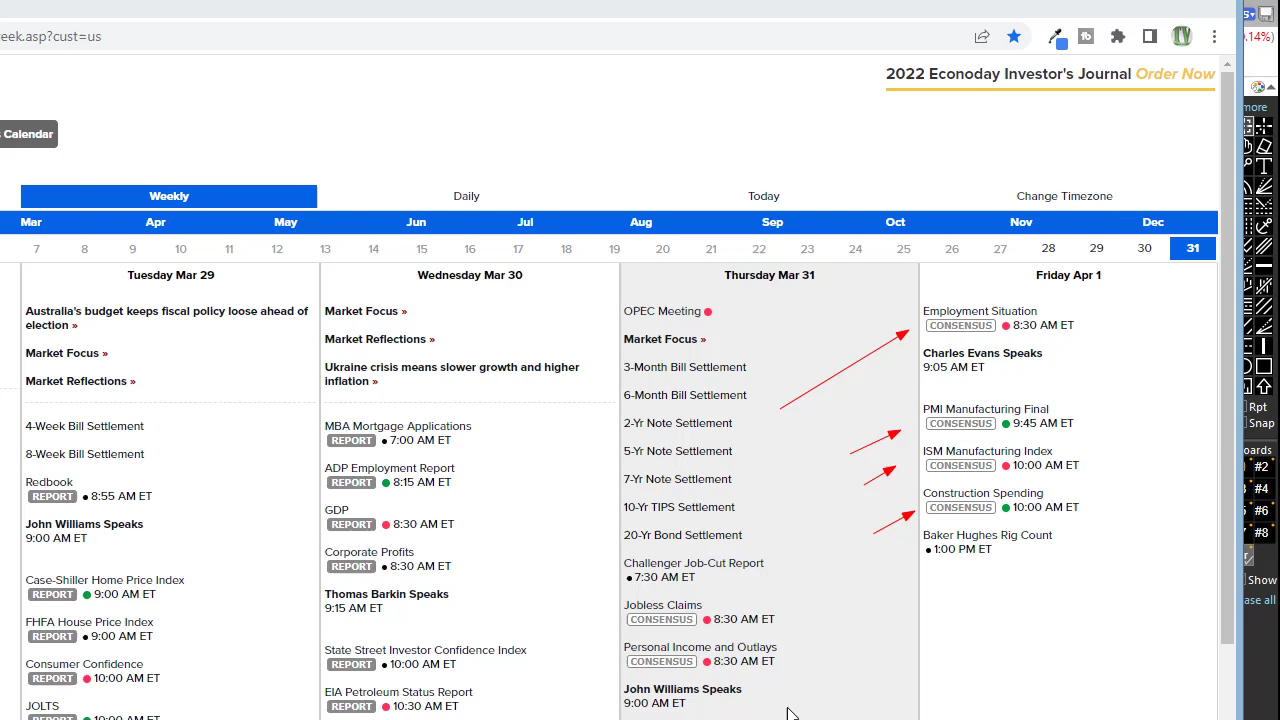 eek.asp?cust=us
0.14%)
2022 Econoday Investor's Journal Order Now
more
Calendar
Weekly
Daily
Today
Change Timezone
Mar
Apr
May
Jun
Jul
Aug
Sep
Oct
Nov
Dec
7 8 9 10 11 12 13 14 15 16 17 18 19 20 21 22 23 24 25 26 27 28 29 30 31
Tuesday Mar 29
Australia's budget keeps fiscal policy loose ahead of
election »
Market Focus »
Market Reflections »
4-Week Bill Settlement
8-Week Bill Settlement
Redbook
REPORT 8:55 AM ET
John Williams Speaks
9:00 AM ET
Case-Shiller Home Price Index
REPORT 9:00 AM ET
FHFA House Price Index
REPORT 9:00 AM ET
Consumer Confidence
REPORT 10:00 AM ET
JOLTS
REPORT 10:00 AM ET
Wednesday Mar 30
Market Focus »
Market Reflections »
Ukraine crisis means slower growth and higher
inflation »
MBA Mortgage Applications
REPORT 7:00 AM ET
ADP Employment Report
REPORT 8:15 AM ET
GDP
REPORT 8:30 AM ET
Corporate Profits
REPORT 8:30 AM ET
Thomas Barkin Speaks
9:15 AM ET
State Street Investor Confidence Index
REPORT 10:00 AM ET
EIA Petroleum Status Report
REPORT 10:30 AM ET
Thursday Mar 31
OPEC Meeting
Market Focus »
3-Month Bill Settlement
6-Month Bill Settlement
2-Yr Note Settlement
5-Yr Note Settlement
7-Yr Note Settlement
10-Yr TIPS Settlement
20-Yr Bond Settlement
Challenger Job-Cut Report
7:30 AM ET
Jobless Claims
CONSENSUS 8:30 AM ET
Personal Income and Outlays
CONSENSUS 8:30 AM ET
John Williams Speaks
9:00 AM ET
Friday Apr 1
Employment Situation
CONSENSUS 8:30 AM ET
Charles Evans Speaks
9:05 AM ET
PMI Manufacturing Final
CONSENSUS 9:45 AM ET
ISM Manufacturing Index
CONSENSUS 10:00 AM ET
Construction Spending
CONSENSUS 10:00 AM ET
Baker Hughes Rig Count
1:00 PM ET
Rpt
Snap
oards
#2
#4
#6
#8
Show
ase all